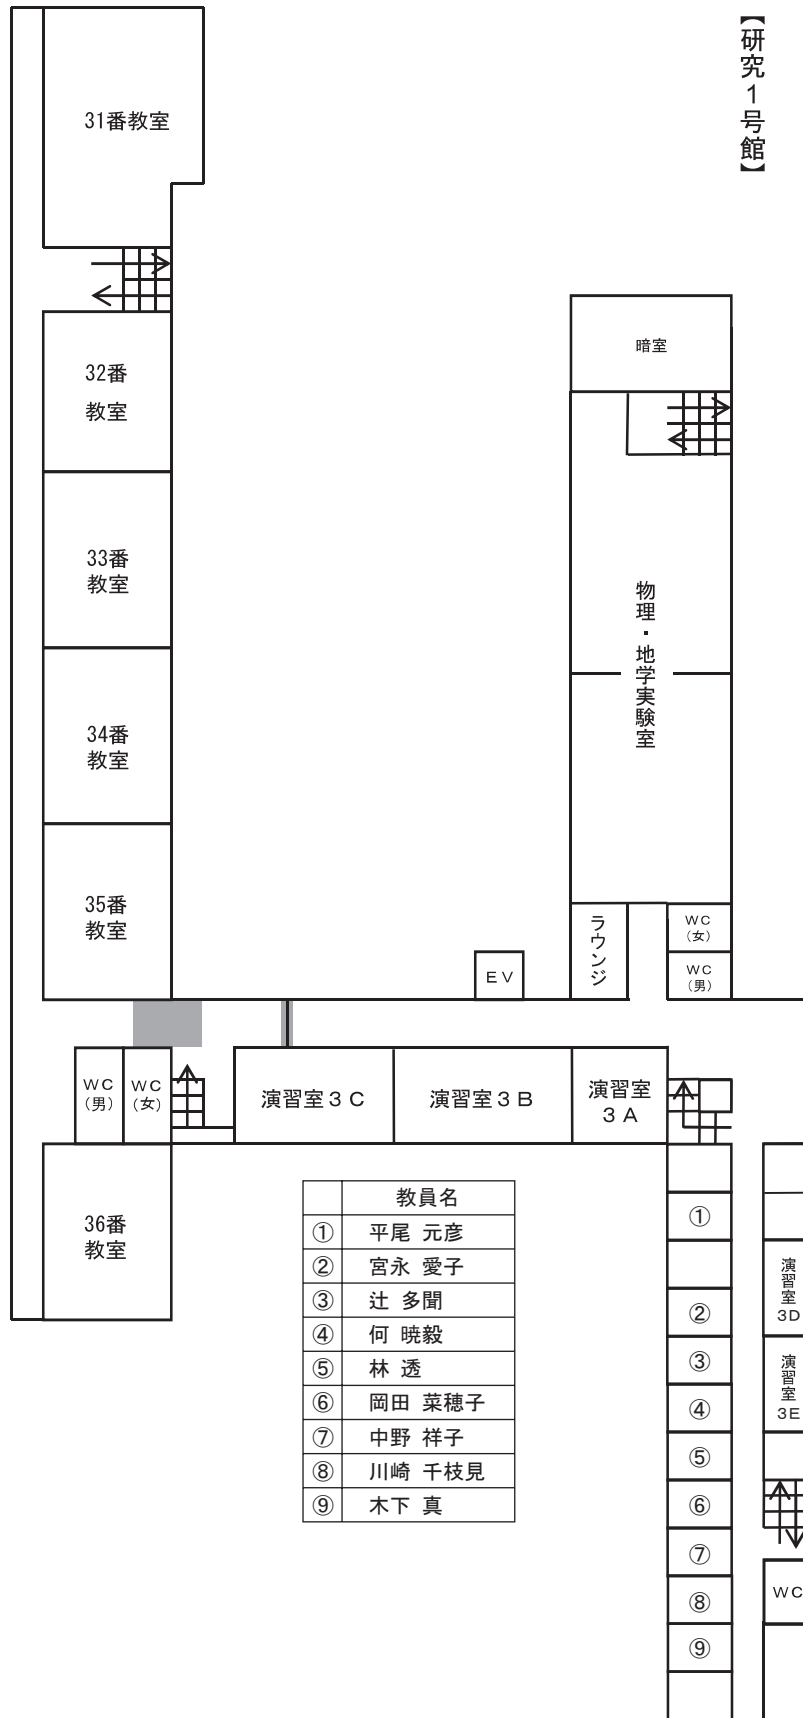 【研究１号館】
31番教室
32番
教室
33番
教室
34番
教室
35番
教室
36番
教室
暗室
物理・地学実験室
ラウンジ
WC
(女)
WC
(男)
EV
WC
(男)
WC
(女)
演習室３Ｃ
演習室３Ｂ
演習室
３Ａ
教員名
① 平尾 元彦
② 宮永 愛子
③ 辻 多聞
④ 何 暁毅
⑤ 林 透
⑥ 岡田 菜穂子
⑦ 中野 祥子
⑧ 川崎 千枝見
⑨ 木下 真
①
②
③
④
⑤
⑥
⑦
⑧
⑨
演習室
3D
演習室
3E
WC